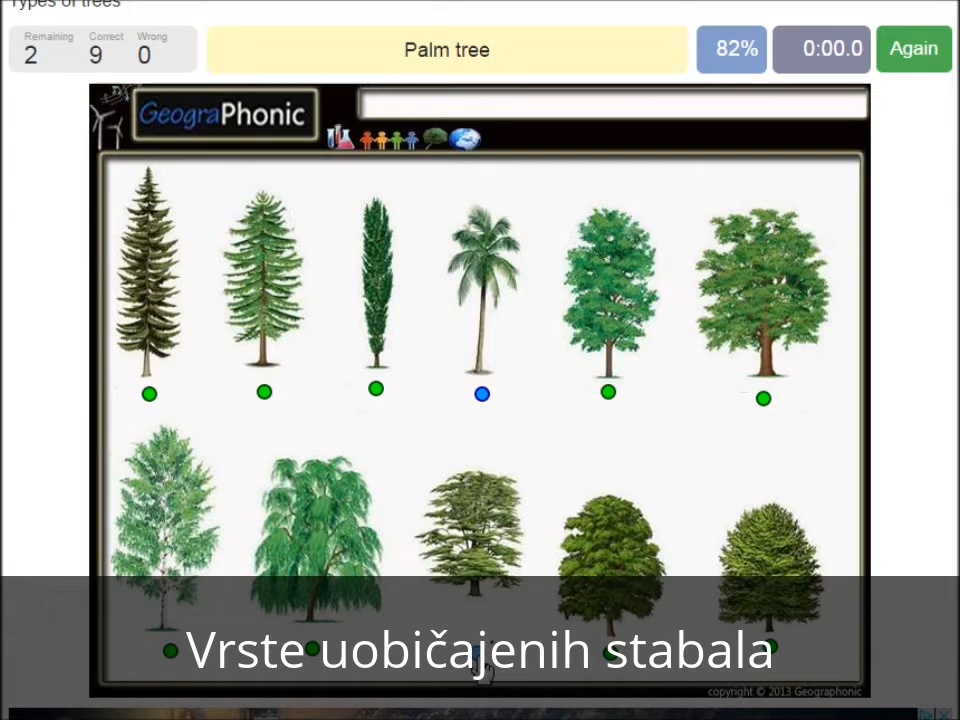 Types of trees
Remaining Correct Wrong
2 9 0
Palm tree
82%
0:00.0
Again
GeograPhonic
Vrste uobičajenih stabala
copyright © 2013 Geographonic